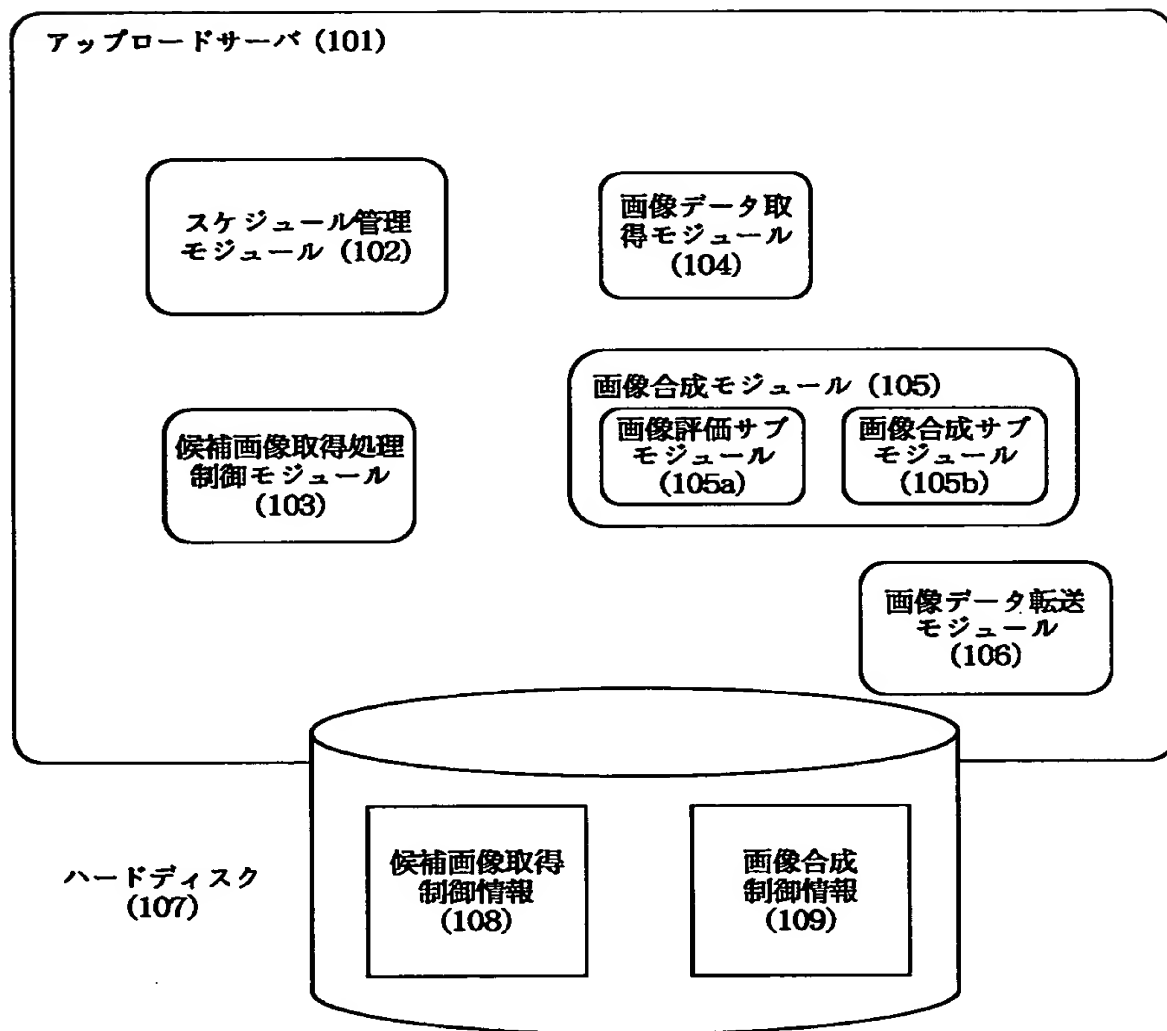 アップロードサーバ (101)
スケジュール管理
モジュール (102)
画像データ取
得モジュール
(104)
画像合成モジュール (105)
画像評価サブ
モジュール
(105a)
画像合成サブ
モジュール
(105b)
候補画像取得処理
制御モジュール
(103)
画像データ転送
モジュール
(106)
ハードディスク
(107)
候補画像取得
制御情報
(108)
画像合成
制御情報
(109)